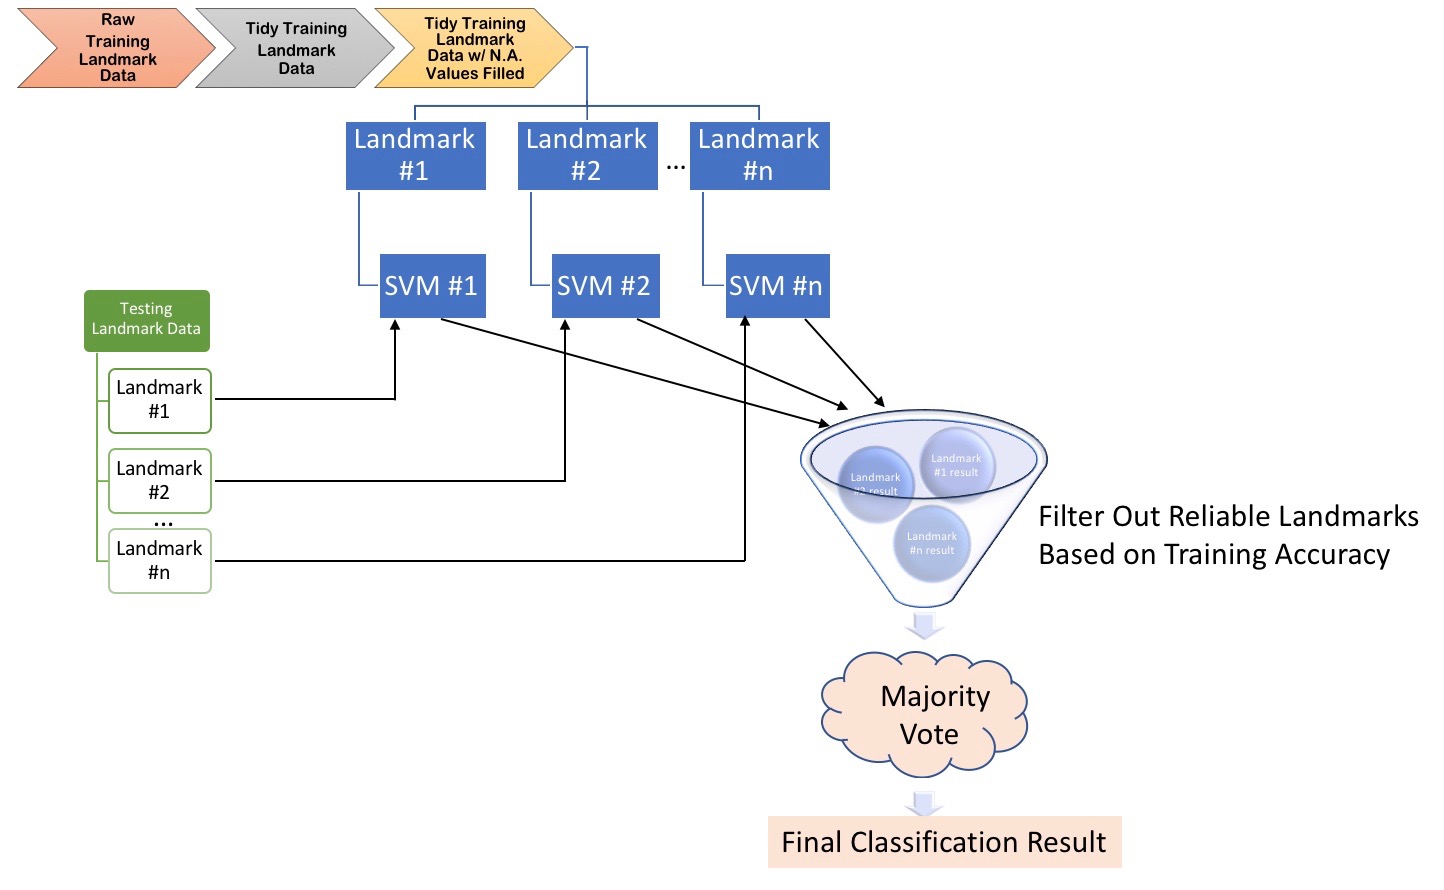 Raw
Training
Landmark
Data
Tidy Training
Landmark
Data
Tidy Training
Landmark
Data w/ N.A.
Values Filled
Landmark
#1
Landmark
#2
...
Landmark
#n
SVM #1
SVM #2
SVM #n
Testing
Landmark Data
Landmark
#1
Landmark
#2
...
Landmark
#n
Landmark
#1 result
Landmark
#2 result
Landmark
#n result
Filter Out Reliable Landmarks
Based on Training Accuracy
Majority
Vote
Final Classification Result